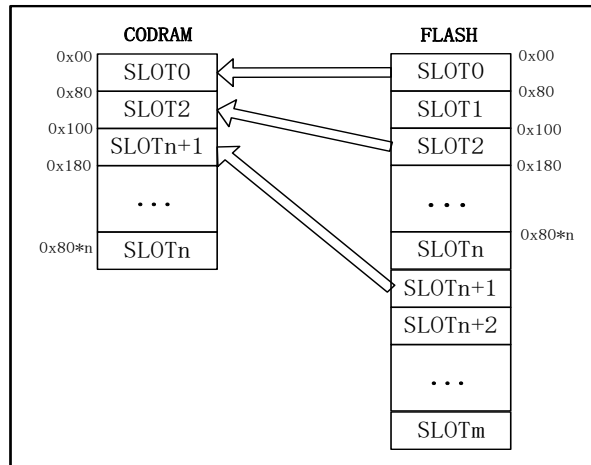 CODRAM
0x00
SLOT0
0x80
SLOT2
0x100
SLOTn+1
0x180
...
0x80*n
SLOTn
FLASH
0x00
SLOT0
0x80
SLOT1
0x100
SLOT2
0x180
...
0x80*n
SLOTn
SLOTn+1
SLOTn+2
...
SLOTm